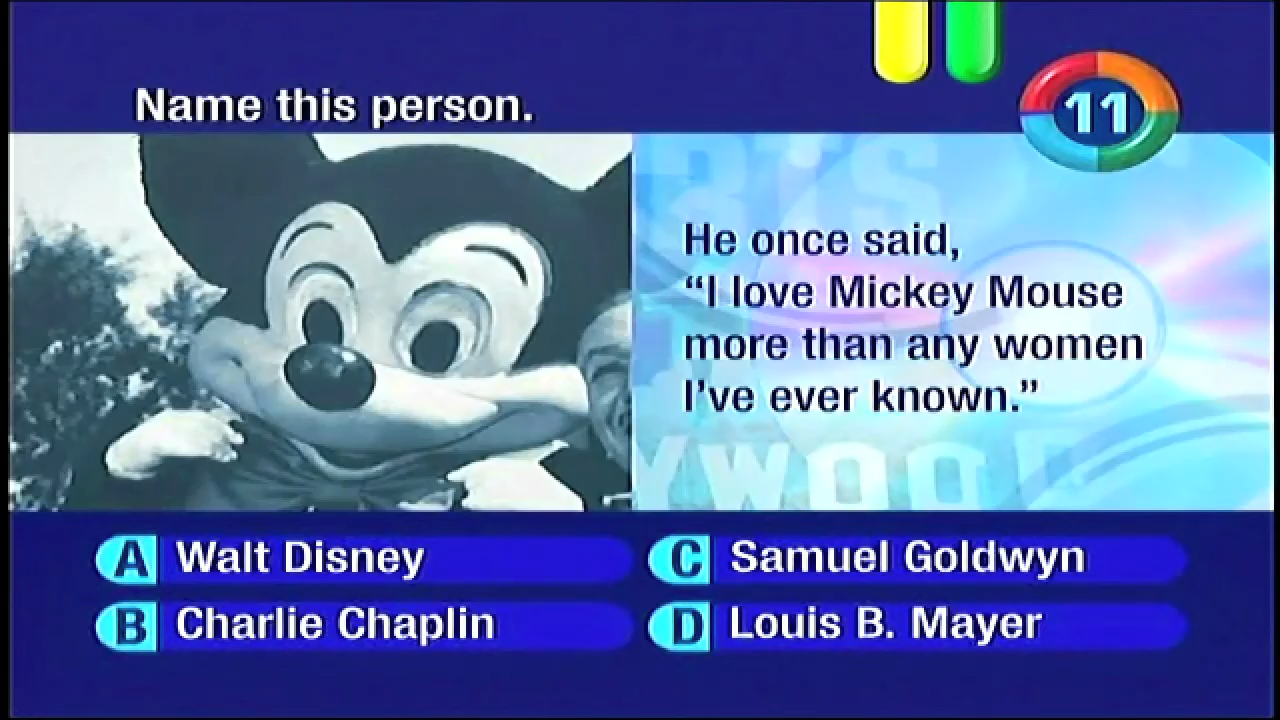 Name this person.
11
He once said,
“I love Mickey Mouse
more than any women
I’ve ever known.”
A Walt Disney
B Charlie Chaplin
C Samuel Goldwyn
D Louis B. Mayer